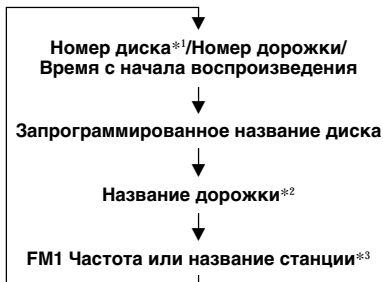 Номер диска*1/Номер дорожки/
Время с начала воспроизведения
Запрограммированное название диска
Название дорожки*2
FM1 Частота или название станции*3